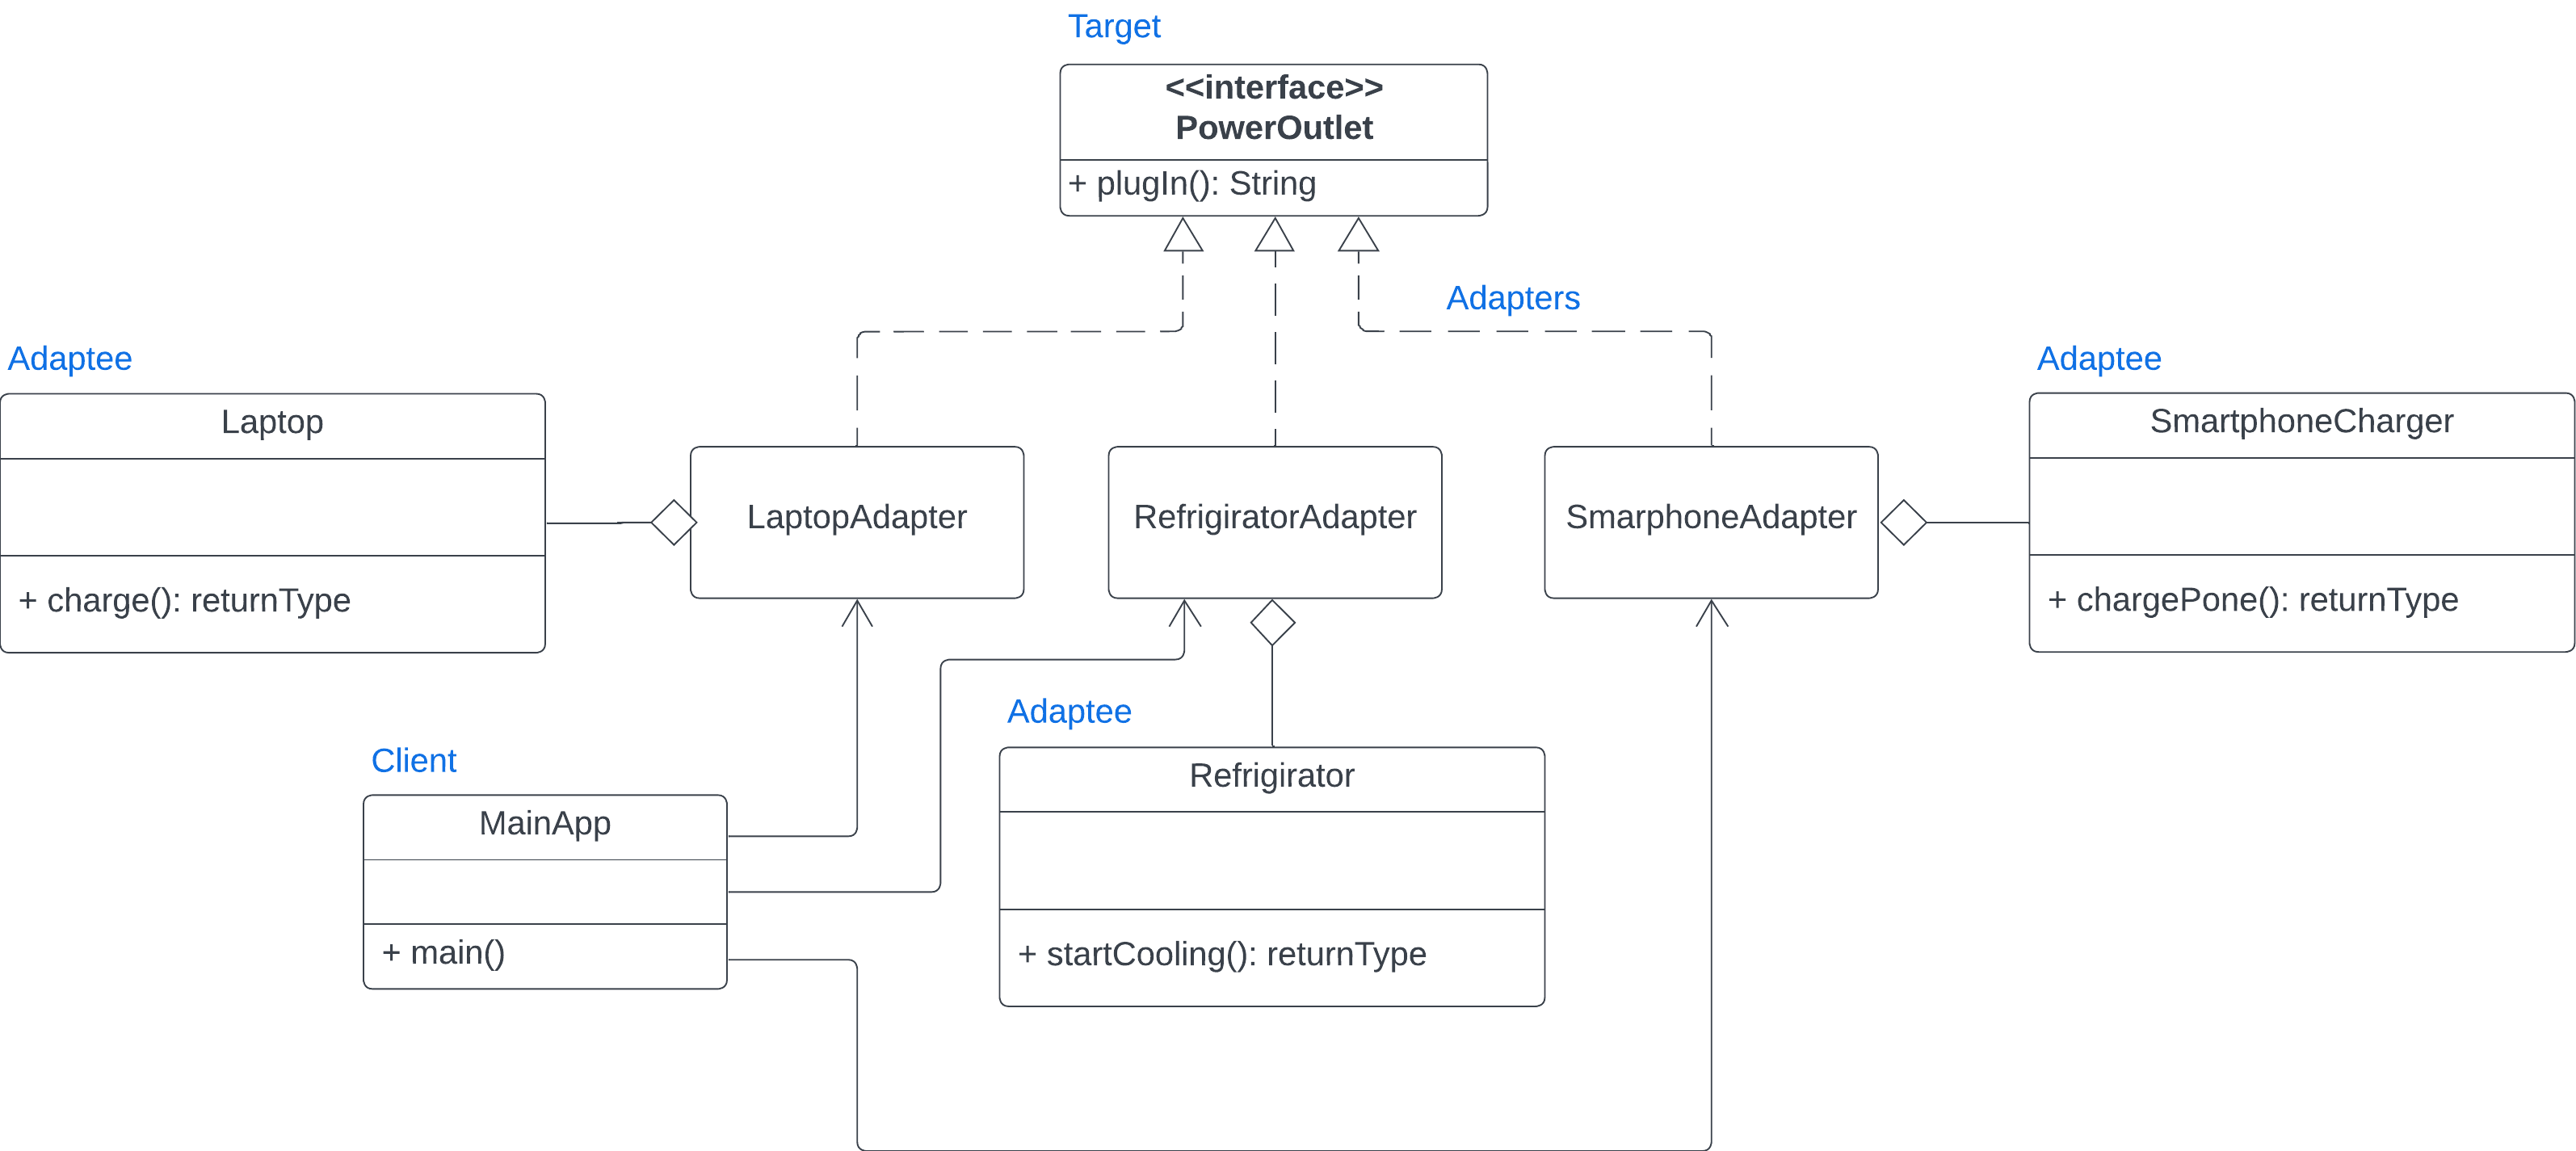 Target
<<interface>>
PowerOutlet
+ plugIn(): String
Adapters
Adaptee
Laptop
+ charge(): returnType
LaptopAdapter
RefrigiratorAdapter
SmarphoneAdapter
Adaptee
SmartphoneCharger
+ chargePone(): returnType
Client
MainApp
+ main()
Adaptee
Refrigirator
+ startCooling(): returnType